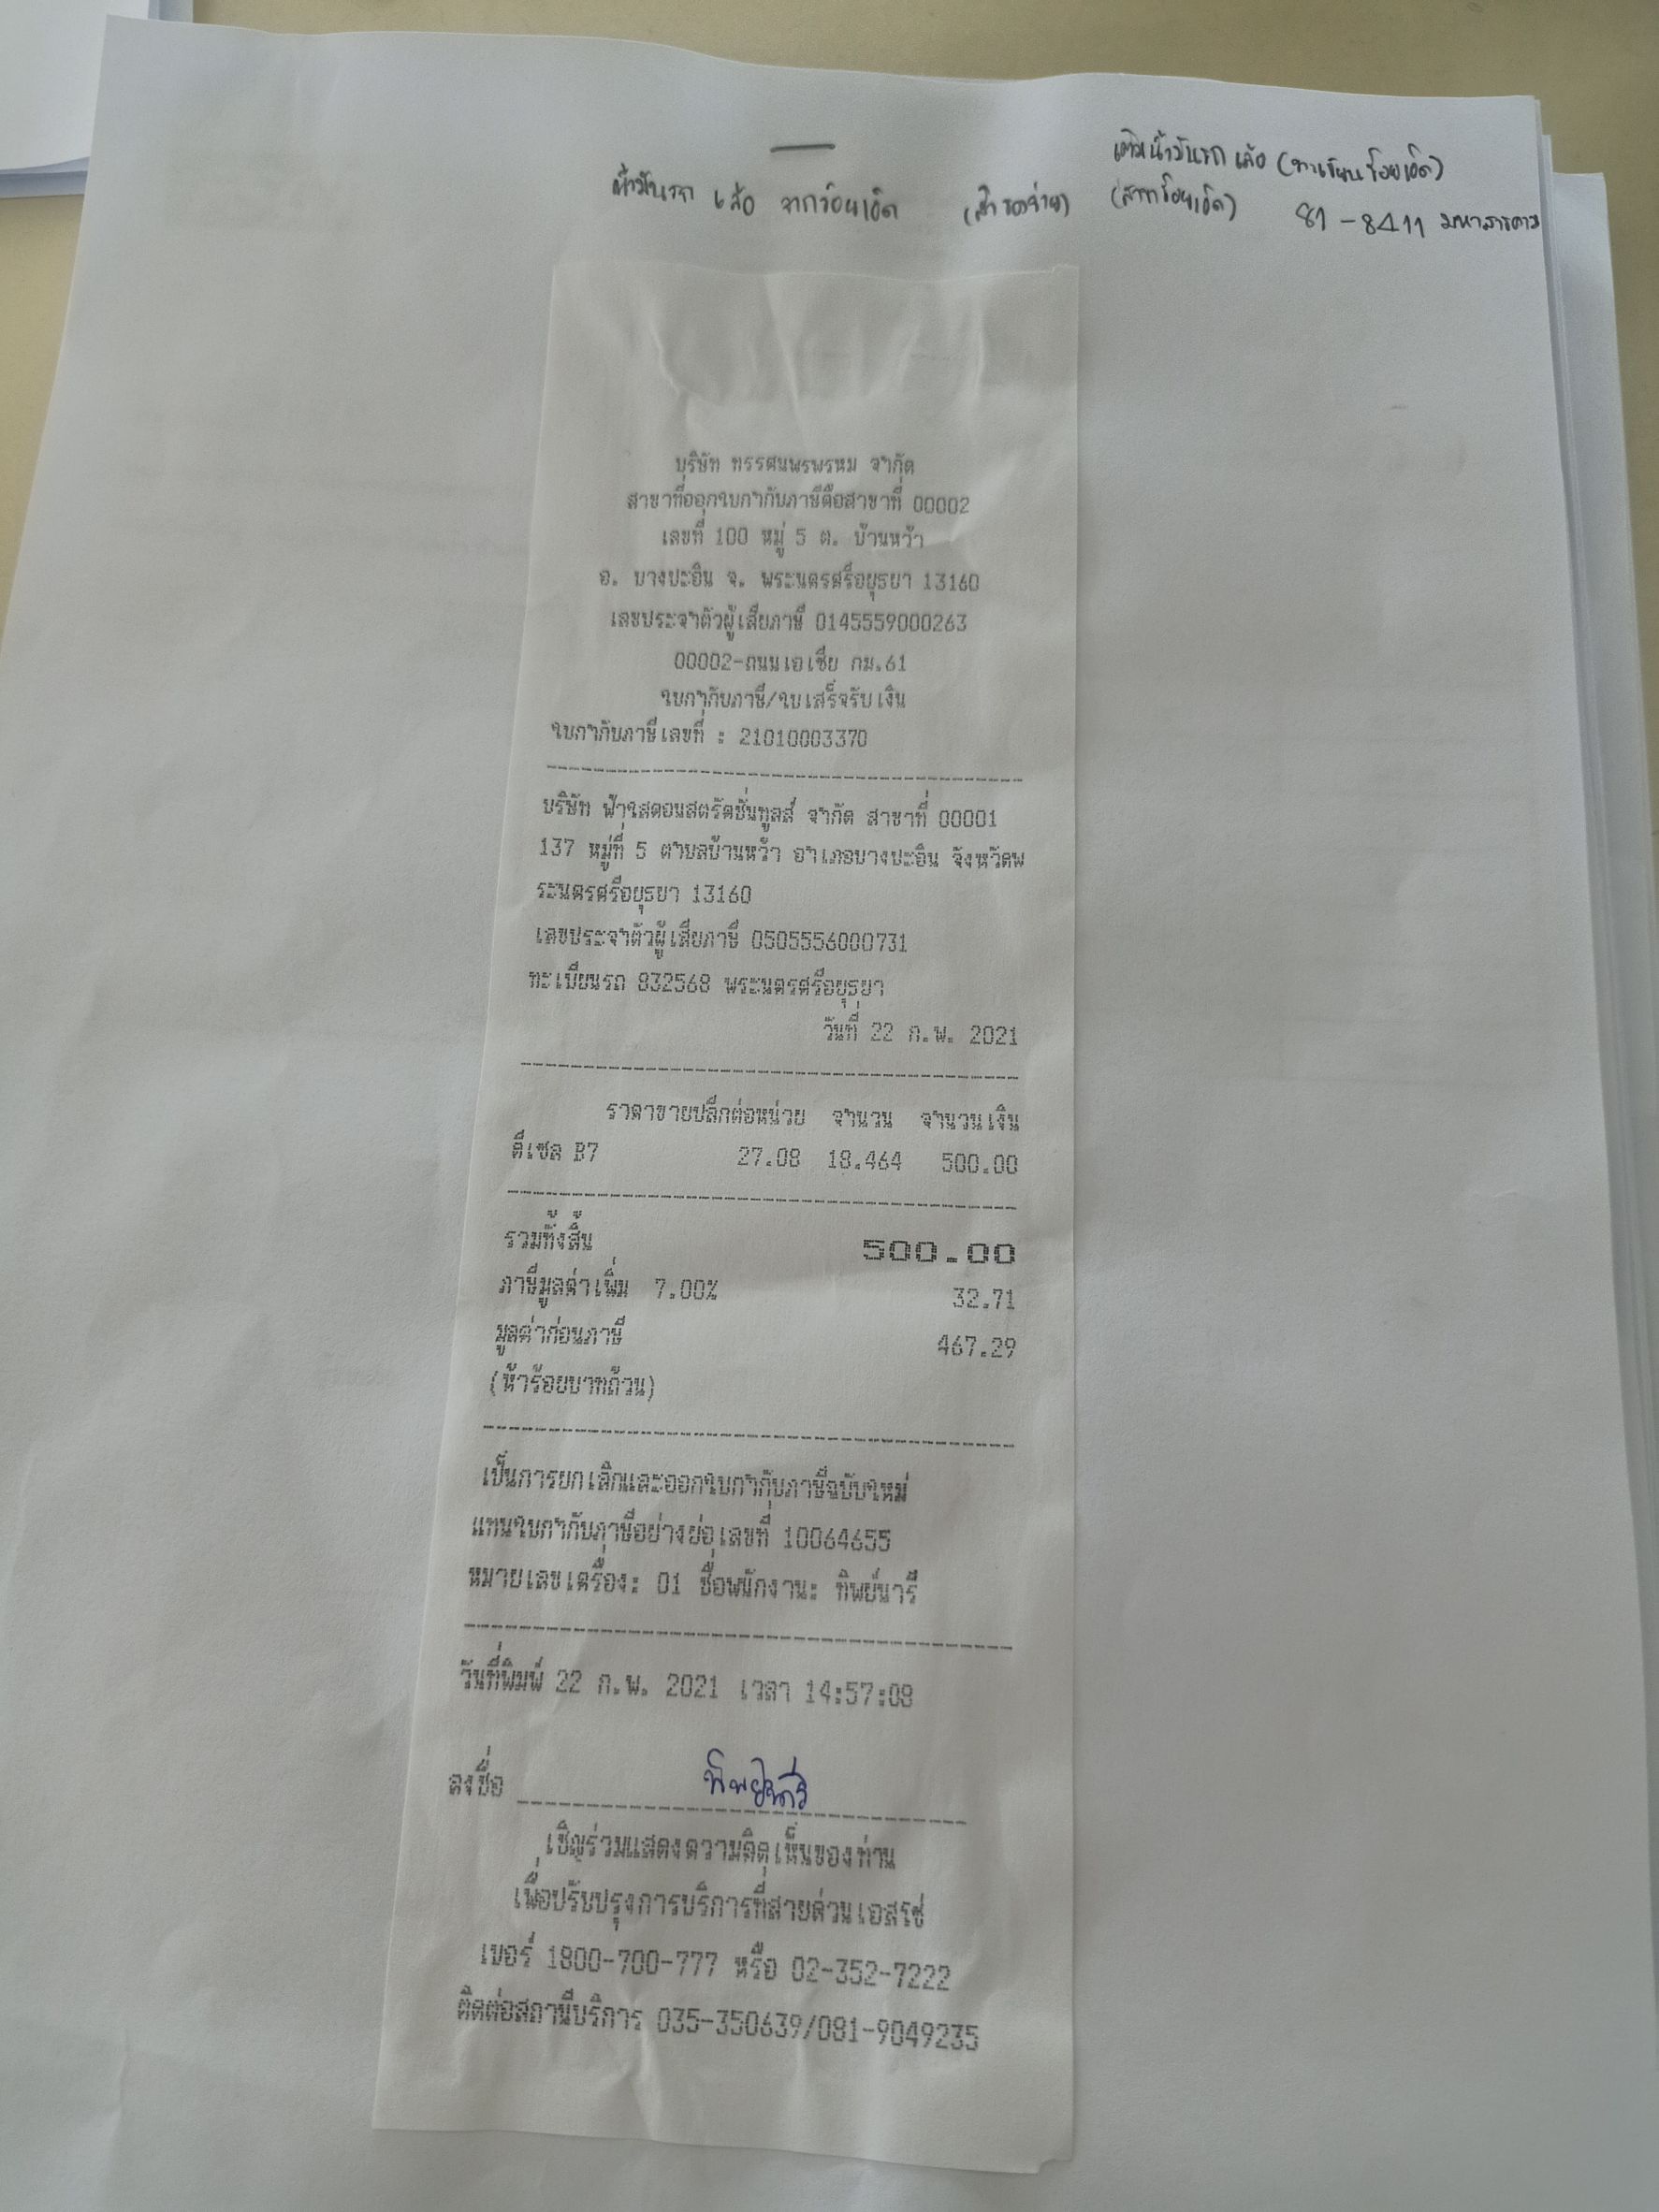 น้ำมันรถ เล้ง จากร้อยเอ็ด (สำรองจ่าย)
เติมน้ำมันรถ เล้ง (ทะเบียนร้อยเอ็ด)
(สาขาร้อยเอ็ด) 81-8411 มหาสารคาม
บริษัท ทรรศนพรพรหม จำกัด
สาขาที่ออกใบกำกับภาษีคือสาขาที่ 00002
เลขที่ 100 หมู่ 5 ต. บ้านหว้า
อ. บางปะอิน จ. พระนครศรีอยุธยา 13160
เลขประจำตัวผู้เสียภาษี 0145559000263
00002-ถนนเอเซีย กม.61
ใบกำกับภาษี/ใบเสร็จรับเงิน
ใบกำกับภาษีเลขที่ : 21010003370
บริษัท ฟ้าใสคอนสตรัคชั่นทูลส์ จำกัด สาขาที่ 00001
137 หมู่ที่ 5 ตำบลบ้านหว้า อำเภอบางปะอิน จังหวัดพ
ระนครศรีอยุธยา 13160
เลขประจำตัวผู้เสียภาษี 0505556000731
ทะเบียนรถ 832568 พระนครศรีอยุธยา
วันที่ 22 ก.พ. 2021
ราคาขายปลีกต่อหน่วย จำนวน จำนวนเงิน
ดีเซล B7 27.08 18.464 500.00
รวมทั้งสิ้น 500.00
ภาษีมูลค่าเพิ่ม 7.00% 32.71
มูลค่าก่อนภาษี 467.29
(ห้าร้อยบาทถ้วน)
เป็นการยกเลิกและออกใบกำกับภาษีฉบับใหม่
แทนใบกำกับภาษีอย่างย่อเลขที่ 10064655
หมายเลขเครื่อง: 01 ชื่อพนักงาน: ทิพย์นารี
วันที่พิมพ์ 22 ก.พ. 2021 เวลา 14:57:08
ลงชื่อ ทิพย์นารี
เชิญร่วมแสดงความคิดเห็นของท่าน
เพื่อปรับปรุงการบริการที่สายด่วนเอสโซ่
เบอร์ 1800-700-777 หรือ 02-352-7222
ติดต่อสถานีบริการ 035-350639/081-9049235